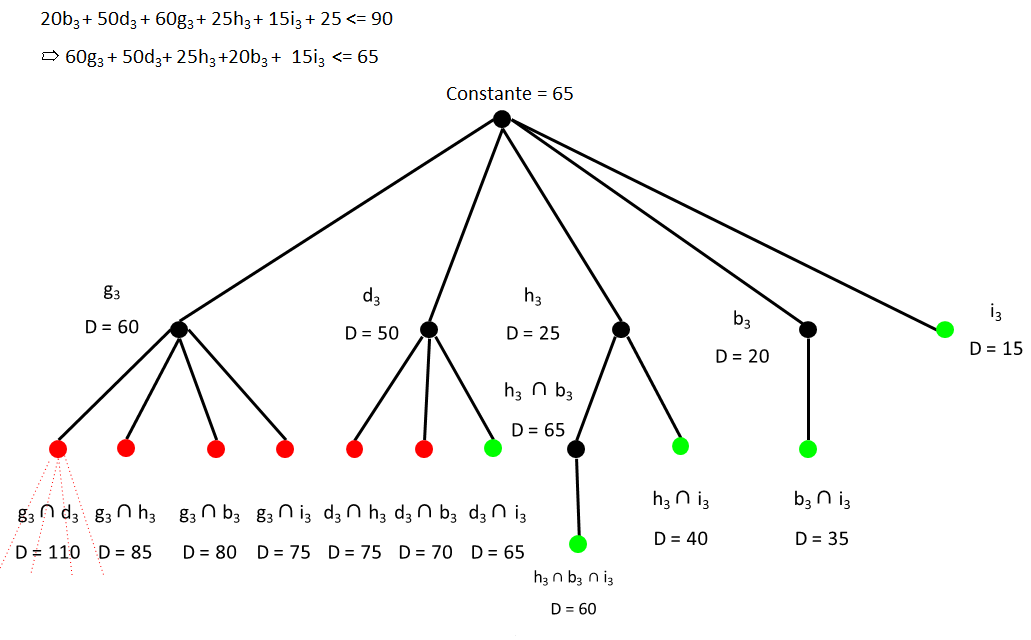 20b₃ + 50d₃ + 60g₃ + 25h₃ + 15i₃ + 25 <= 90
⇨ 60g₃ + 50d₃+ 25h₃ +20b₃ + 15i₃ <= 65
Constante = 65
g₃
D = 60
d₃
D = 50
h₃
D = 25
b₃
D = 20
i₃
D = 15
h₃ ∩ b₃
D = 65
g₃ ∩ d₃ g₃ ∩ h₃ g₃ ∩ b₃ g₃ ∩ i₃ d₃ ∩ h₃ d₃ ∩ b₃ d₃ ∩ i₃
D = 110 D = 85 D = 80 D = 75 D = 75 D = 70 D = 65
h₃ ∩ i₃
D = 40
b₃ ∩ i₃
D = 35
h₃ ∩ b₃ ∩ i₃
D = 60